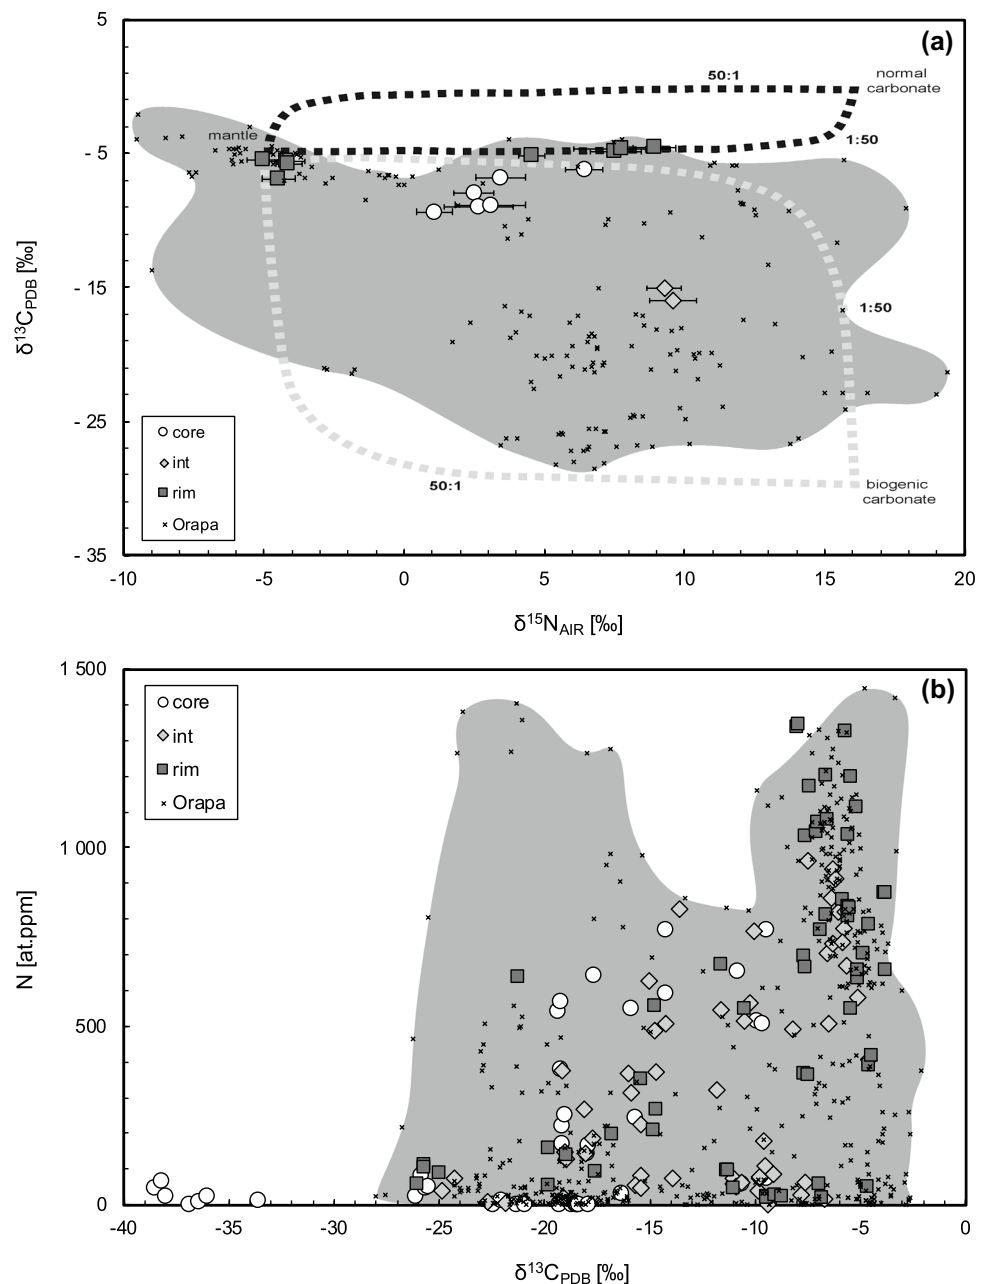 5
(a)
50:1
normal
carbonate
mantle
1:50
- 5
δ13CPDB [‰]
- 15
1:50
- 25
core
int
rim
Orapa
50:1
biogenic
carbonate
- 35
-10 -5 0 5 10 15 20
δ15NAIR [‰]
1 500
(b)
core
int
rim
Orapa
1 000
N [at.ppm]
500
0
-40 -35 -30 -25 -20 -15 -10 -5 0
δ13CPDB [‰]